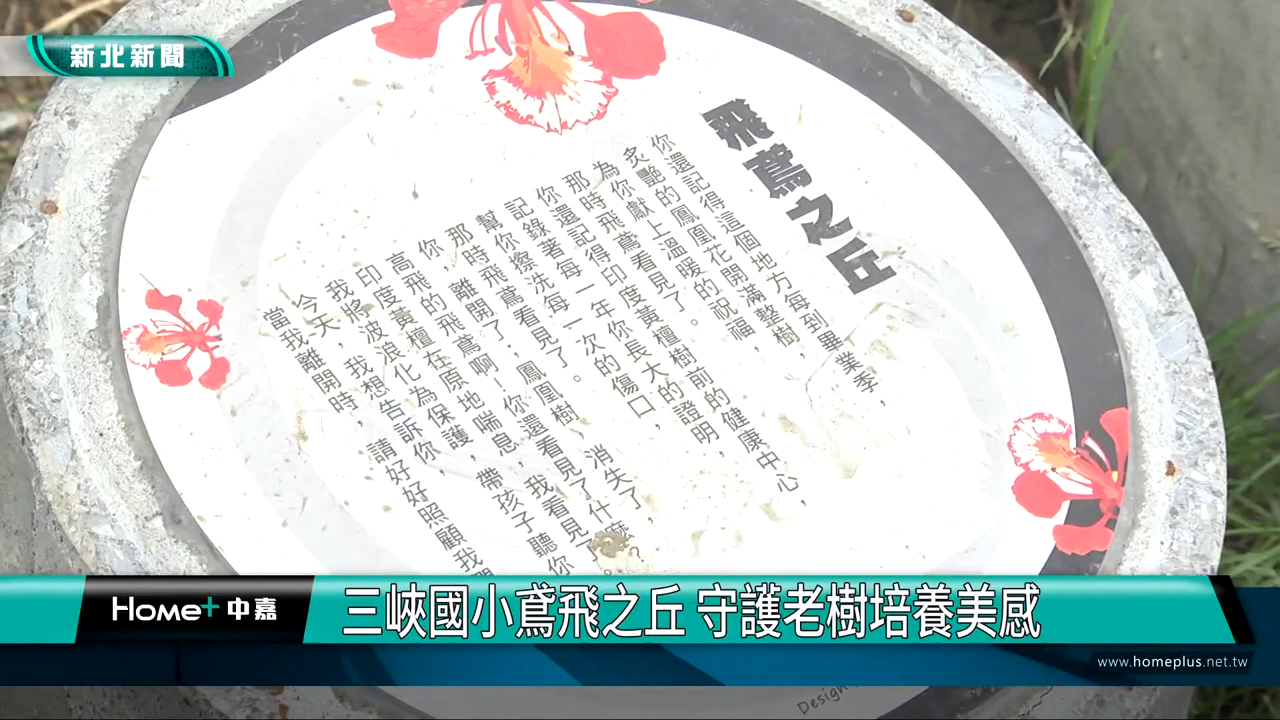 新北新聞
飛鳶之丘
你還記得這個地方每到畢業季,
炙艷的鳳凰花開滿整樹,
為你獻上溫暖的祝福
那時飛鳶看見了。
你還記得印度黃檀樹前的健康中心,
記錄著每一年你長大的證明,
幫你擦洗每一次的傷口,
那時飛鳶看見了。
你,離開了.鳳凰樹,消失了,
高飛的飛鳶啊!你還看見了什麼?
印度黃檀在原地喘息,我看見了。
我將波浪化為保護,帶孩子聽你
今天,我想告訴你,
當我離開時,請好好照顧我
Home+中嘉
三峽國小鳶飛之丘 守護老樹培養美感
www.homeplus.net.tw
Design